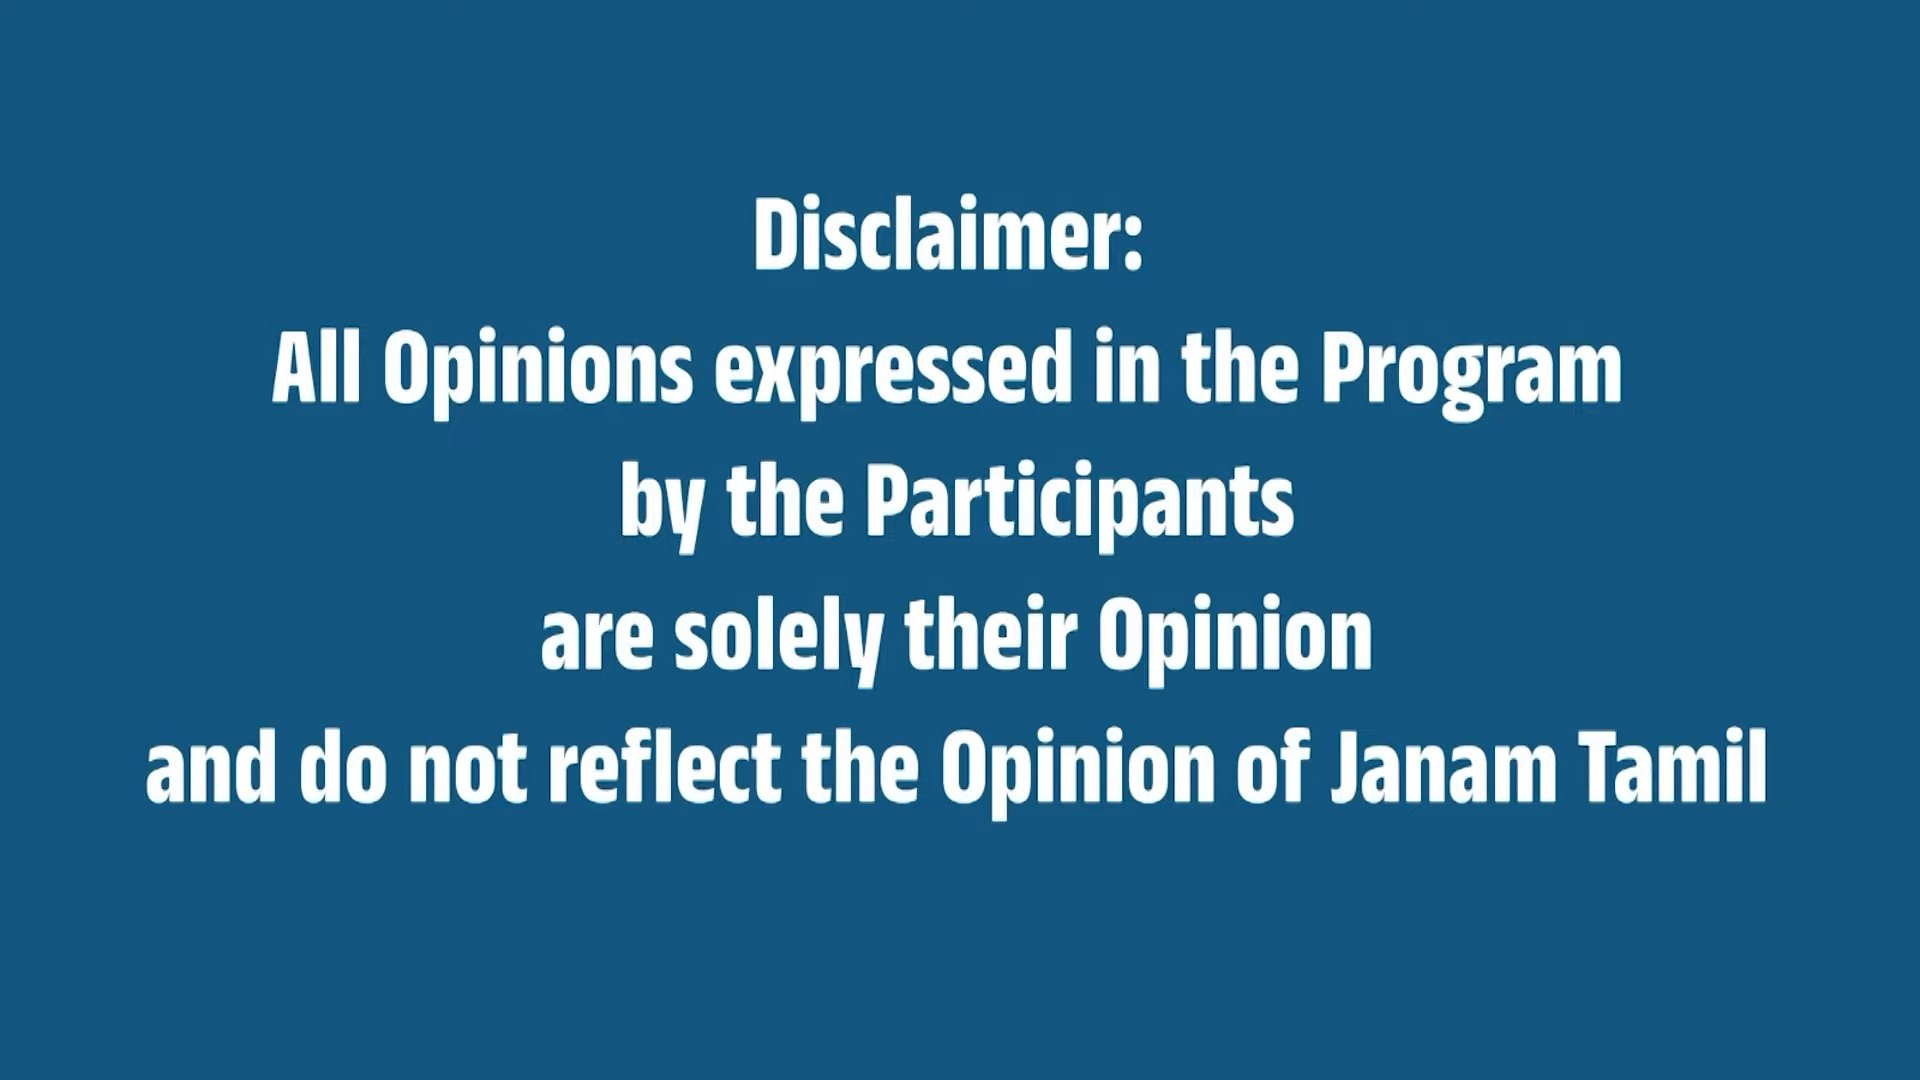 Disclaimer:
All Opinions expressed in the Program
by the Participants
are solely their Opinion
and do not reflect the Opinion of Janam Tamil